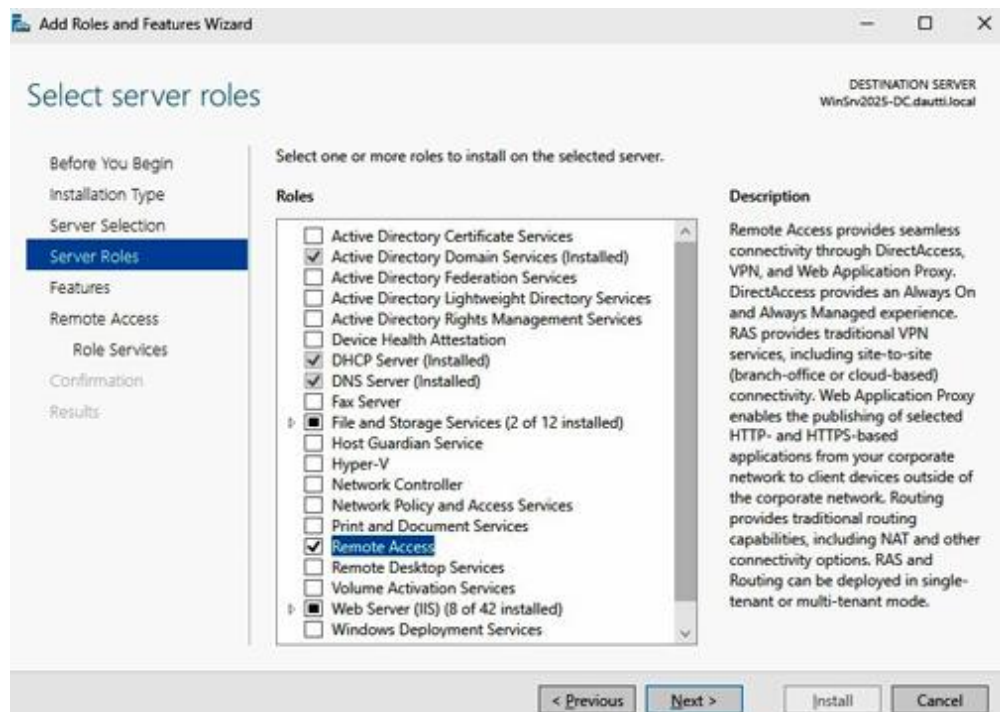 Add Roles and Features Wizard
Select server roles
DESTINATION SERVER
WinSrv2025-DC.dautti.local
Before You Begin
Installation Type
Server Selection
Server Roles
Features
Remote Access
Role Services
Confirmation
Results
Select one or more roles to install on the selected server.
Roles
Active Directory Certificate Services
Active Directory Domain Services (Installed)
Active Directory Federation Services
Active Directory Lightweight Directory Services
Active Directory Rights Management Services
Device Health Attestation
DHCP Server (Installed)
DNS Server (Installed)
Fax Server
File and Storage Services (2 of 12 installed)
Host Guardian Service
Hyper-V
Network Controller
Network Policy and Access Services
Print and Document Services
Remote Access
Remote Desktop Services
Volume Activation Services
Web Server (IIS) (8 of 42 installed)
Windows Deployment Services
Description
Remote Access provides seamless
connectivity through DirectAccess,
VPN, and Web Application Proxy.
DirectAccess provides an Always On
and Always Managed experience.
RAS provides traditional VPN
services, including site-to-site
(branch-office or cloud-based)
connectivity. Web Application Proxy
enables the publishing of selected
HTTP- and HTTPS-based
applications from your corporate
network to client devices outside of
the corporate network. Routing
provides traditional routing
capabilities, including NAT and other
connectivity options. RAS and
Routing can be deployed in single-
tenant or multi-tenant mode.
< Previous
Next >
Install
Cancel